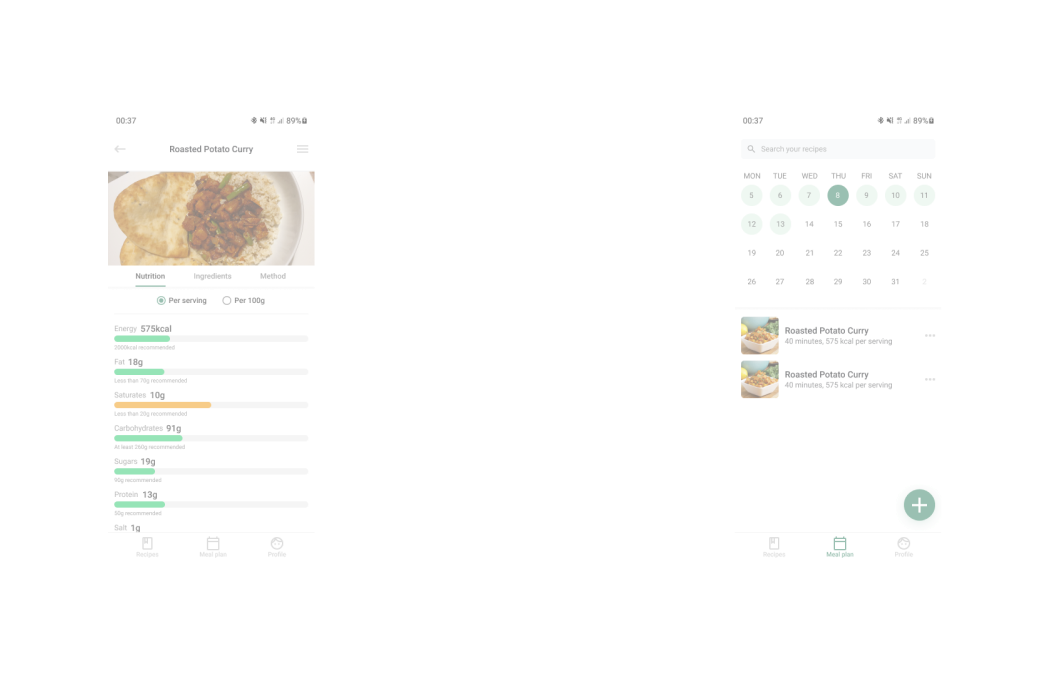 00:37 89%
Roasted Potato Curry
Nutrition Ingredients Method
Per serving Per 100g
Energy 575kcal
2000kcal recommended
Fat 18g
Less than 70g recommended
Saturates 10g
Less than 20g recommended
Carbohydrates 91g
At least 260g recommended
Sugars 19g
90g recommended
Protein 13g
50g recommended
Salt 1g
Recipes Meal plan Profile
00:37 89%
Search your recipes
MON TUE WED THU FRI SAT SUN
5 6 7 8 9 10 11
12 13 14 15 16 17 18
19 20 21 22 23 24 25
26 27 28 29 30 31 2
Roasted Potato Curry
40 minutes, 575 kcal per serving
Roasted Potato Curry
40 minutes, 575 kcal per serving
Recipes Meal plan Profile